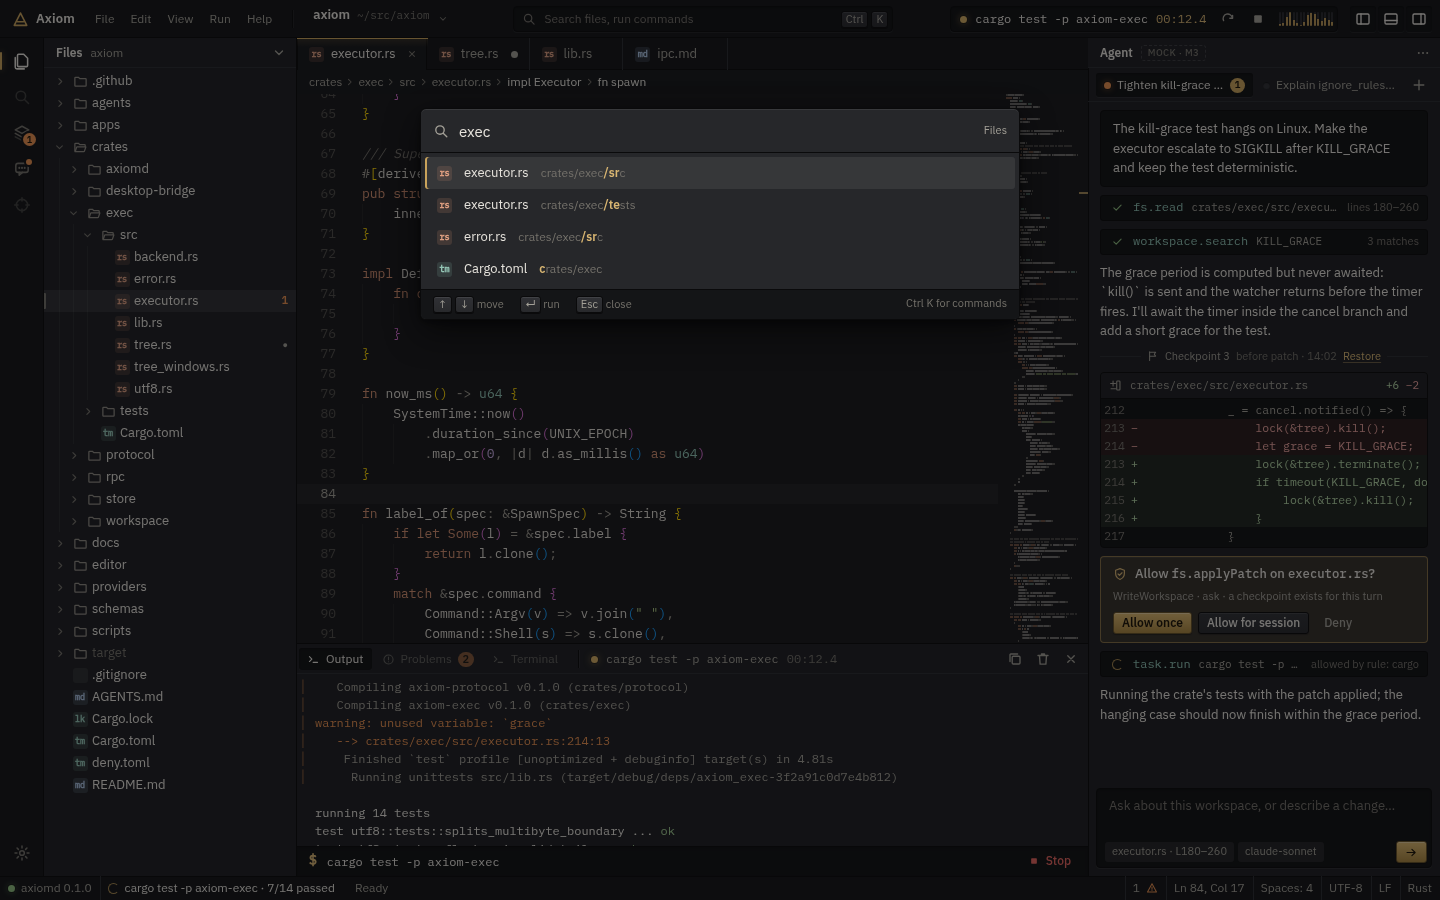 Axiom File Edit View Run Help
axiom ~/src/axiom
Search files, run commands Ctrl K
cargo test -p axiom-exec 00:12.4
Files axiom
.github
agents
apps
crates
axiomd
desktop-bridge
exec
src
backend.rs
error.rs
executor.rs 1
lib.rs
tree.rs
tree_windows.rs
utf8.rs
tests
Cargo.toml
protocol
rpc
store
workspace
docs
editor
providers
schemas
scripts
target
.gitignore
md AGENTS.md
lk Cargo.lock
tm Cargo.toml
tm deny.toml
md README.md
rs executor.rs × rs tree.rs rs lib.rs md ipc.md
crates > exec > src > executor.rs > impl Executor > fn spawn
exec Files
rs executor.rs crates/exec/src
rs executor.rs crates/exec/tests
rs error.rs crates/exec/src
tm Cargo.toml crates/exec
↑ ↓ move ↵ run Esc close Ctrl K for commands
64 }
65 }
66
67 /// Sup
68 #[derive
69 pub stru
70 inne
71 }
72
73 impl De
74 fn
75
76 }
77 }
78
79 fn now_ms() -> u64 {
80 SystemTime::now()
81 .duration_since(UNIX_EPOCH)
82 .map_or(0, |d| d.as_millis() as u64)
83 }
84
85 fn label_of(spec: &SpawnSpec) -> String {
86 if let Some(l) = &spec.label {
87 return l.clone();
88 }
89 match &spec.command {
90 Command::Argv(v) => v.join(" "),
91 Command::Shell(s) => s.clone(),
Output Problems 2 Terminal cargo test -p axiom-exec 00:12.4
Compiling axiom-protocol v0.1.0 (crates/protocol)
Compiling axiom-exec v0.1.0 (crates/exec)
warning: unused variable: `grace`
--> crates/exec/src/executor.rs:214:13
Finished `test` profile [unoptimized + debuginfo] target(s) in 4.81s
Running unittests src/lib.rs (target/debug/deps/axiom_exec-3f2a91c0d7e4b812)
running 14 tests
test utf8::tests::splits_multibyte_boundary ... ok
$ cargo test -p axiom-exec Stop
Agent MOCK · M3
Tighten kill-grace ... 1 Explain ignore_rules...
The kill-grace test hangs on Linux. Make the
executor escalate to SIGKILL after KILL_GRACE
and keep the test deterministic.
fs.read crates/exec/src/execu… lines 180–260
workspace.search KILL_GRACE 3 matches
The grace period is computed but never awaited:
`kill()` is sent and the watcher returns before the timer
fires. I'll await the timer inside the cancel branch and
add a short grace for the test.
Checkpoint 3 before patch · 14:02 Restore
crates/exec/src/executor.rs +6 −2
212 _ = cancel.notified() => {
213 − lock(&tree).kill();
214 − let grace = KILL_GRACE;
213 + lock(&tree).terminate();
214 + if timeout(KILL_GRACE, do
215 + lock(&tree).kill();
216 + }
217 }
Allow fs.applyPatch on executor.rs?
WriteWorkspace · ask · a checkpoint exists for this turn
Allow once Allow for session Deny
task.run cargo test -p … allowed by rule: cargo
Running the crate's tests with the patch applied; the
hanging case should now finish within the grace period.
Ask about this workspace, or describe a change...
executor.rs · L180–260 claude-sonnet
axiomd 0.1.0 cargo test -p axiom-exec · 7/14 passed Ready 1 Ln 84, Col 17 Spaces: 4 UTF-8 LF Rust